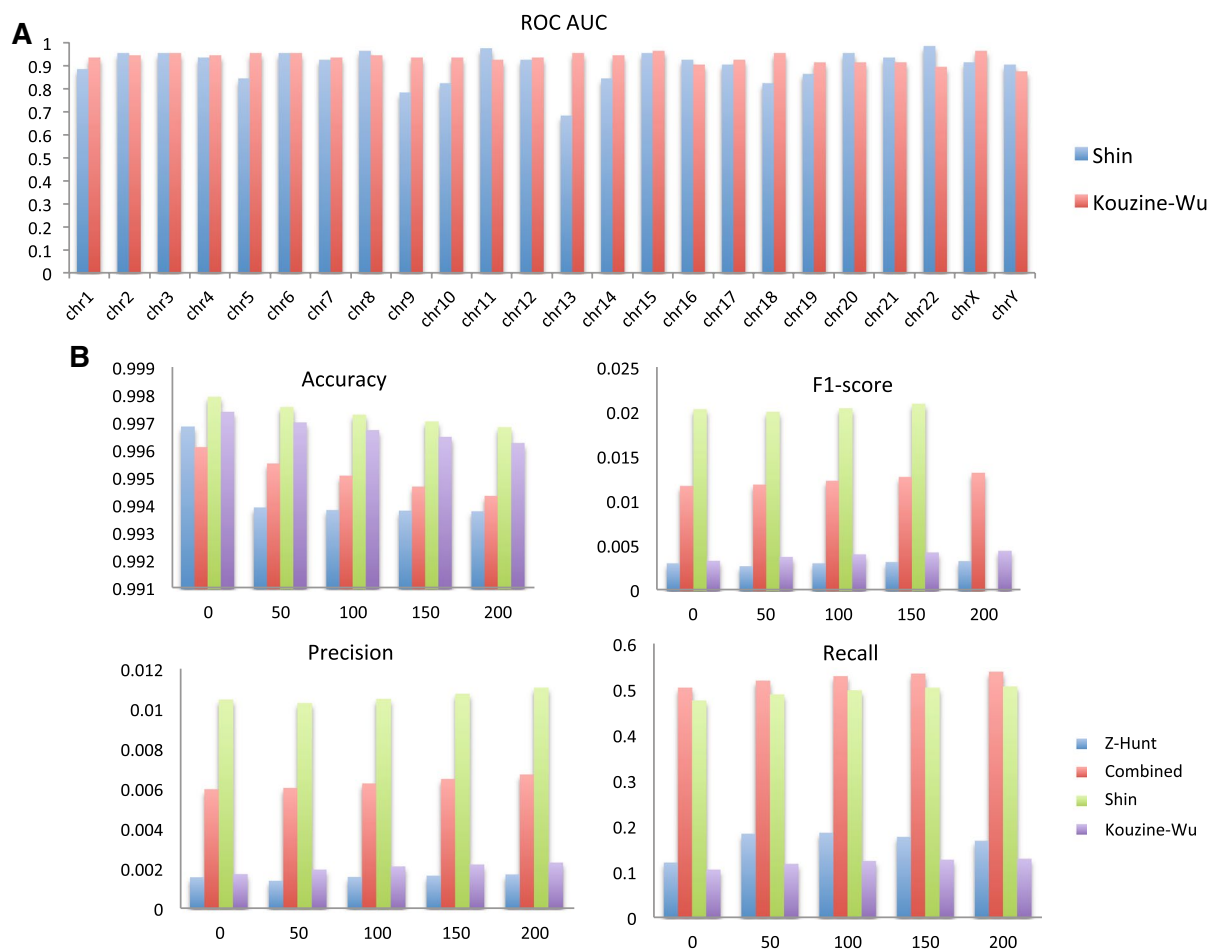 A
ROC AUC
1
0.9
0.8
0.7
0.6
0.5
0.4
0.3
0.2
0.1
0
chr1 chr2 chr3 chr4 chr5 chr6 chr7 chr8 chr9 chr10 chr11 chr12 chr13 chr14 chr15 chr16 chr17 chr18 chr19 chr20 chr21 chr22 chrX chrY
Shin
Kouzine-Wu
B
Accuracy
0.999
0.998
0.997
0.996
0.995
0.994
0.993
0.992
0.991
0 50 100 150 200
F1-score
0.025
0.02
0.015
0.01
0.005
0
0 50 100 150 200
Precision
0.012
0.01
0.008
0.006
0.004
0.002
0
0 50 100 150 200
Recall
0.6
0.5
0.4
0.3
0.2
0.1
0
0 50 100 150 200
Z-Hunt
Combined
Shin
Kouzine-Wu